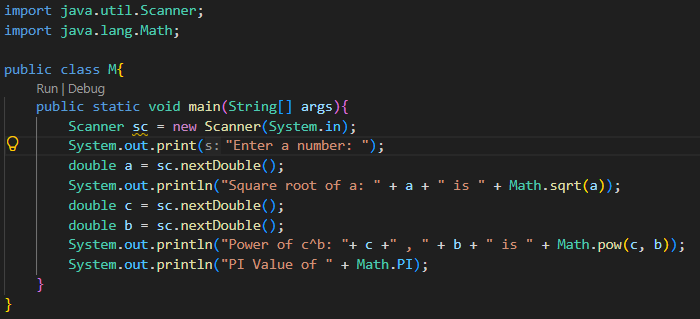 import java.util.Scanner;
import java.lang.Math;
public class M{
Run | Debug
public static void main(String[] args){
Scanner sc = new Scanner(System.in);
System.out.print(s: "Enter a number: ");
double a = sc.nextDouble();
System.out.println("Square root of a: " + a + " is " + Math.sqrt(a));
double c = sc.nextDouble();
double b = sc.nextDouble();
System.out.println("Power of c^b: "+ c +" , " + b + " is " + Math.pow(c, b));
System.out.println("PI Value of " + Math.PI);
}
}